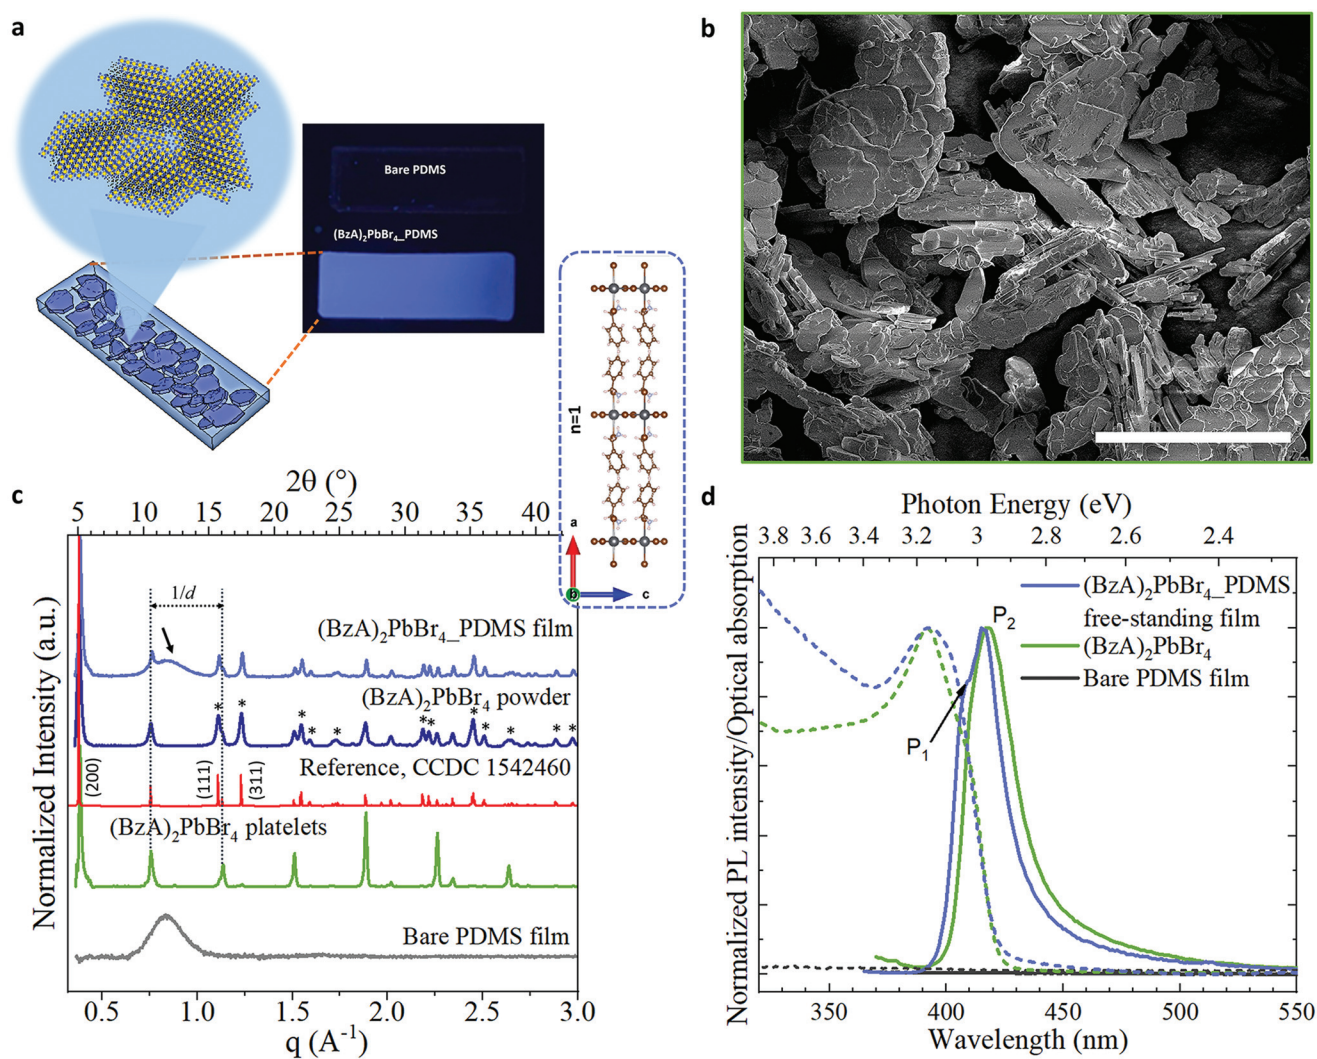 a
Bare PDMS
(BzA)2PbBr4_PDMS
n=1
a
b
c
b
c
2θ (°)
5 10 15 20 25 30 35 40
1/d
(BzA)2PbBr4_PDMS film
(BzA)2PbBr4 powder
* * * * * * * * * * * *
Reference, CCDC 1542460
(200)
(111)
(311)
(BzA)2PbBr4 platelets
Bare PDMS film
Normalized Intensity (a.u.)
0.5 1.0 1.5 2.0 2.5 3.0
q (A-1)
d
Photon Energy (eV)
3.8 3.6 3.4 3.2 3 2.8 2.6 2.4
(BzA)2PbBr4_PDMS
free-standing film
(BzA)2PbBr4
Bare PDMS film
P2
P1
Normalized PL intensity/Optical absorption
350 400 450 500 550
Wavelength (nm)